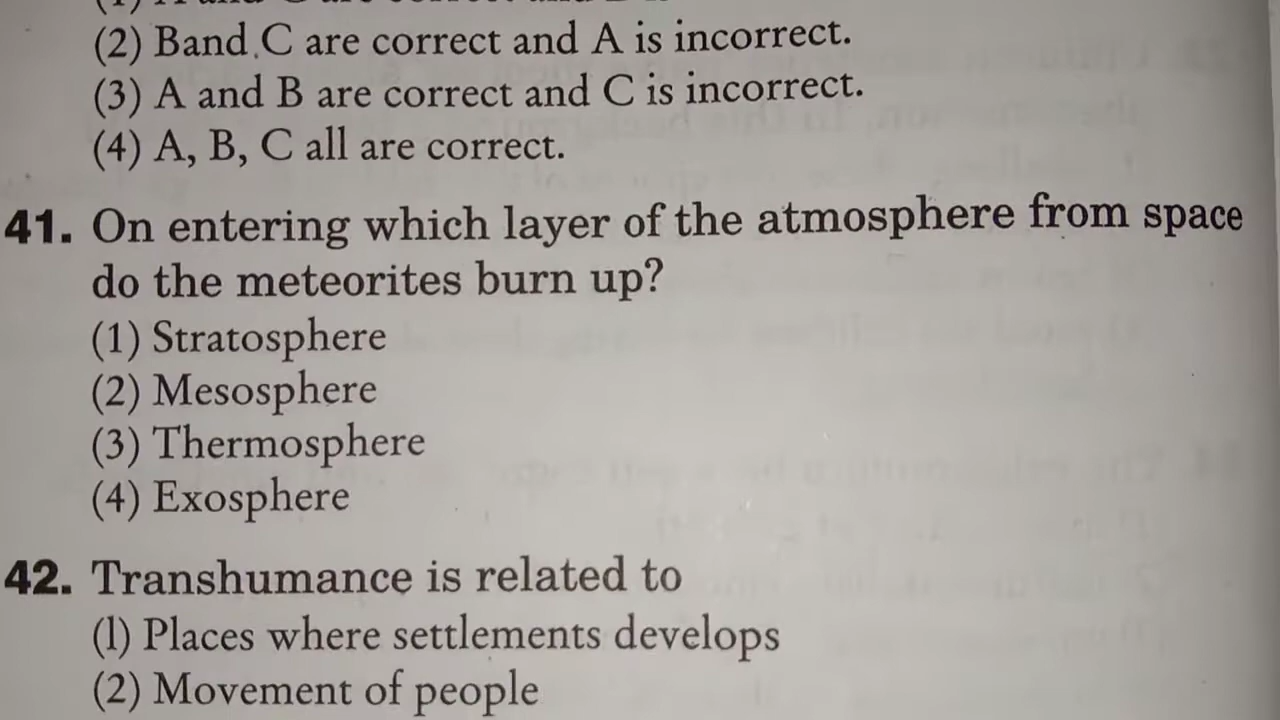 (2) Band C are correct and A is incorrect.
(3) A and B are correct and C is incorrect.
(4) A, B, C all are correct.
41. On entering which layer of the atmosphere from space
do the meteorites burn up?
(1) Stratosphere
(2) Mesosphere
(3) Thermosphere
(4) Exosphere
42. Transhumance is related to
(1) Places where settlements develops
(2) Movement of people